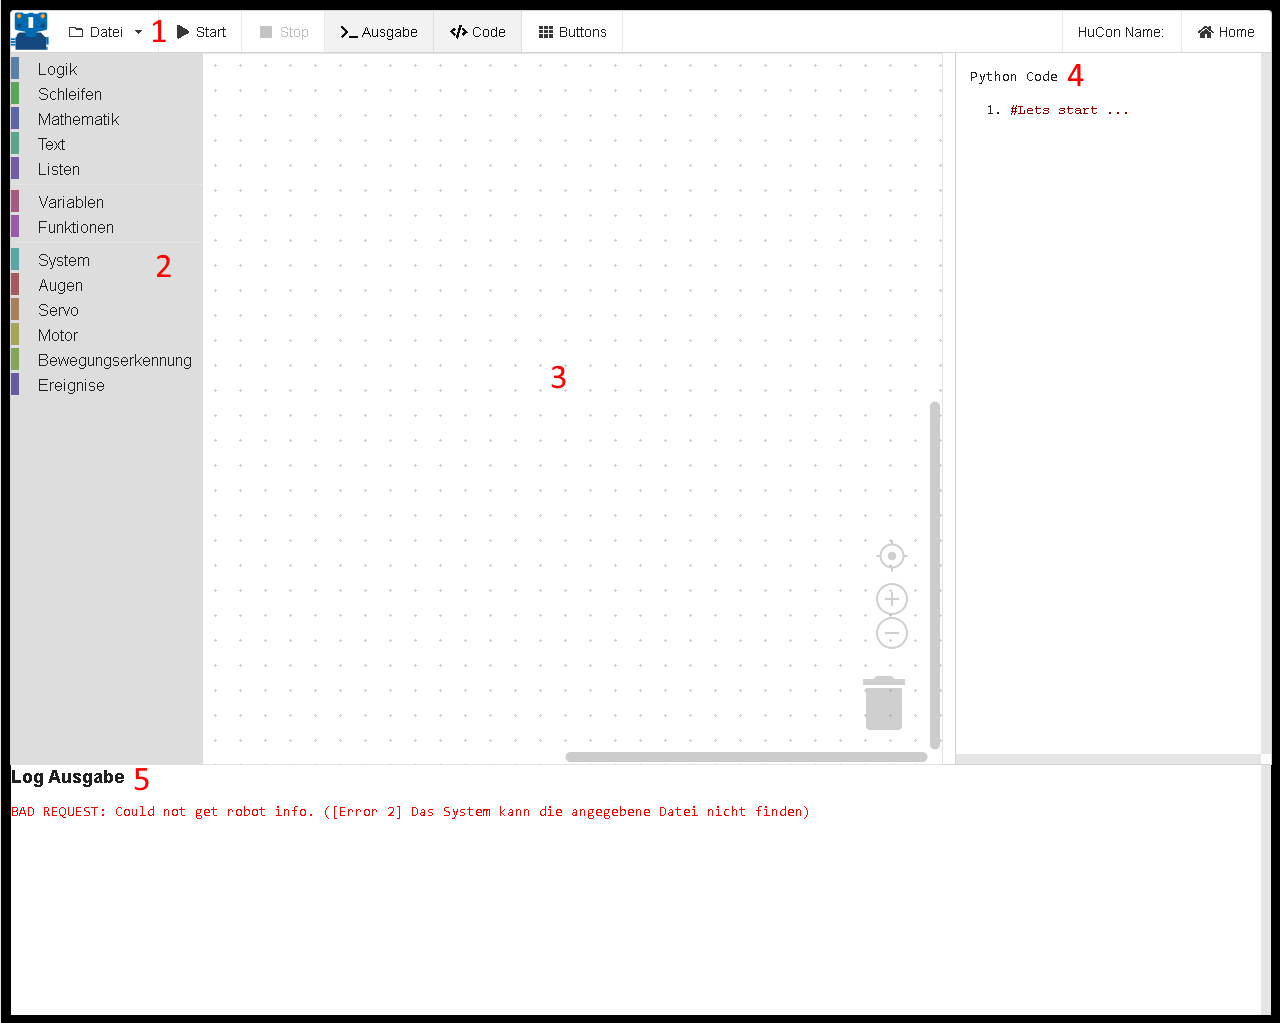 Datei 1 Start Stop Ausgabe Code Buttons HuCon Name: Home
Logik
Schleifen
Mathematik
Text
Listen
Variablen
Funktionen
System
2
Augen
Servo
Motor
Bewegungserkennung
Ereignise
3
Python Code 4
1. #Lets start ...
Log Ausgabe 5
BAD REQUEST: Could not get robot info. ([Error 2] Das System kann die angegebene Datei nicht finden)